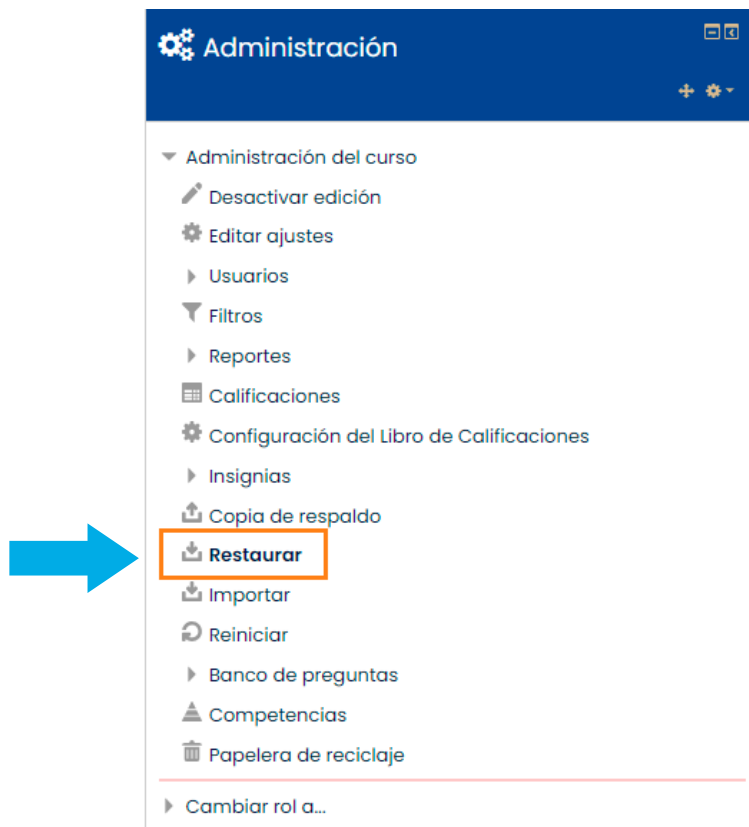 Administración
Administración del curso
Desactivar edición
Editar ajustes
Usuarios
Filtros
Reportes
Calificaciones
Configuración del Libro de Calificaciones
Insignias
Copia de respaldo
Restaurar
Importar
Reiniciar
Banco de preguntas
Competencias
Papelera de reciclaje
Cambiar rol a...